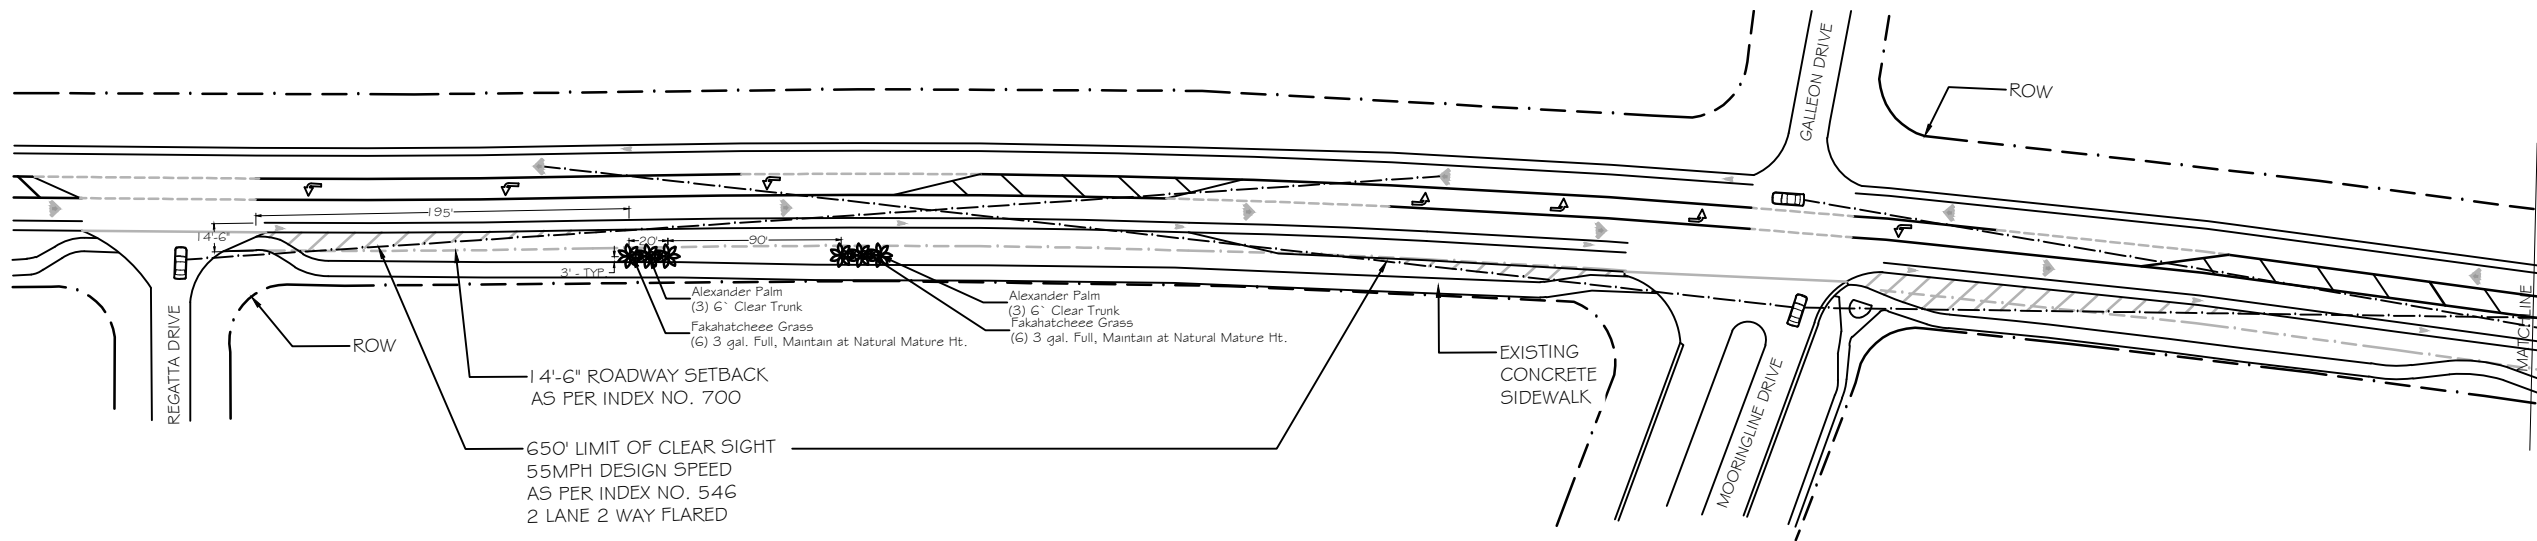 GALLEON DRIVE
ROW
195'
14'-6"
20'
90'
3' - TYP
Alexander Palm
(3) 6` Clear Trunk
Fakahatcheee Grass
(6) 3 gal. Full, Maintain at Natural Mature Ht.
Alexander Palm
(3) 6` Clear Trunk
Fakahatcheee Grass
(6) 3 gal. Full, Maintain at Natural Mature Ht.
REGATTA DRIVE
ROW
14'-6" ROADWAY SETBACK
AS PER INDEX NO. 700
650' LIMIT OF CLEAR SIGHT
55MPH DESIGN SPEED
AS PER INDEX NO. 546
2 LANE 2 WAY FLARED
EXISTING
CONCRETE
SIDEWALK
MOORINGLINE DRIVE
MATCHLINE